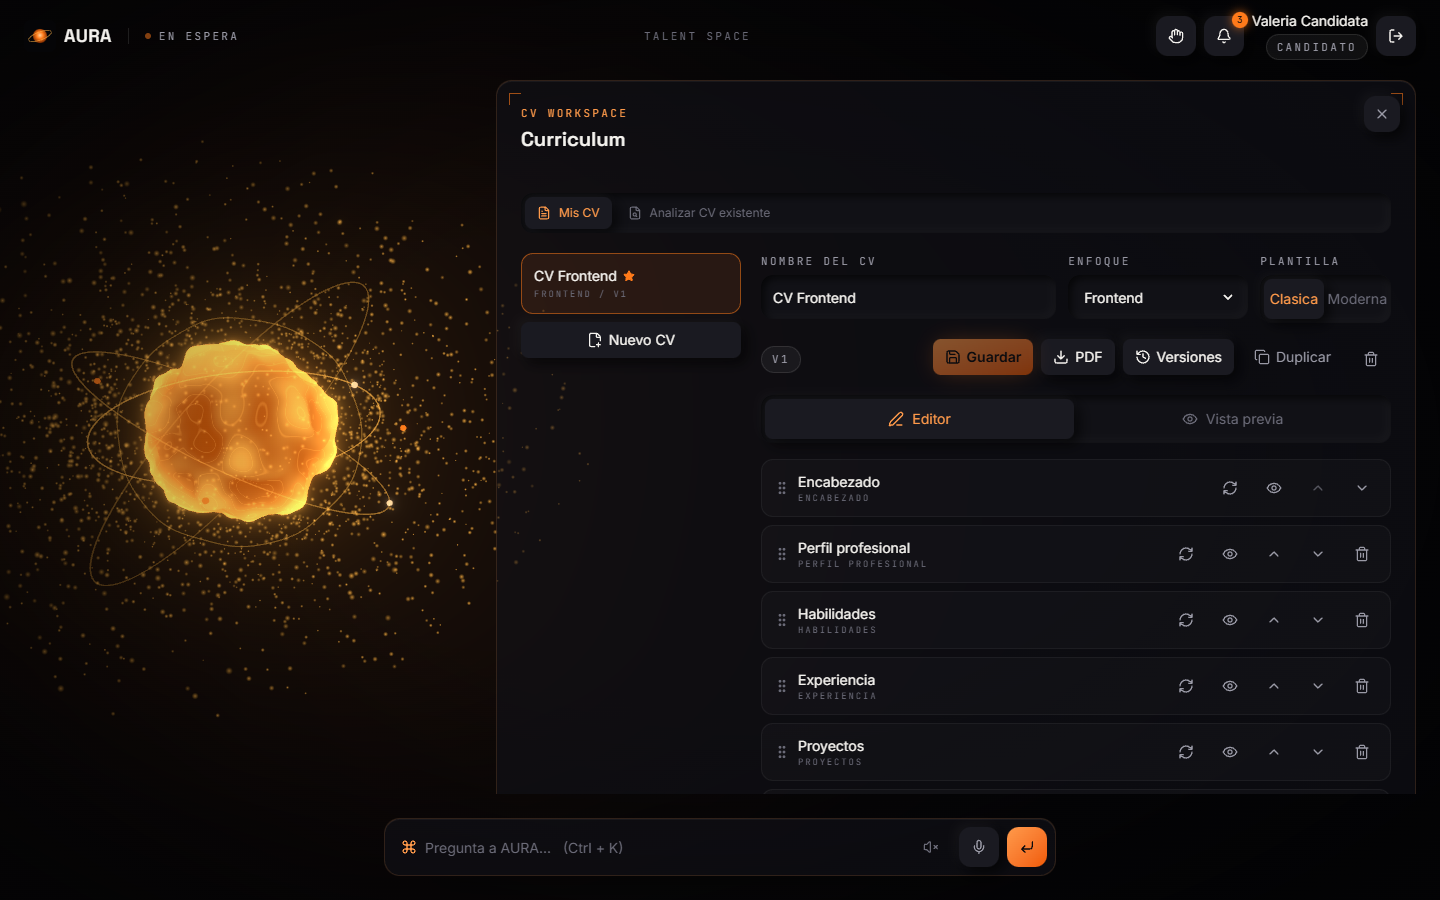 AURA
EN ESPERA
TALENT SPACE
3
Valeria Candidata
CANDIDATO
CV WORKSPACE
Curriculum
Mis CV
Analizar CV existente
CV Frontend
FRONTEND / V1
Nuevo CV
NOMBRE DEL CV
ENFOQUE
PLANTILLA
CV Frontend
Frontend
Clasica
Moderna
V1
Guardar
PDF
Versiones
Duplicar
Editor
Vista previa
Encabezado
ENCABEZADO
Perfil profesional
PERFIL PROFESIONAL
Habilidades
HABILIDADES
Experiencia
EXPERIENCIA
Proyectos
PROYECTOS
Pregunta a AURA... (Ctrl + K)